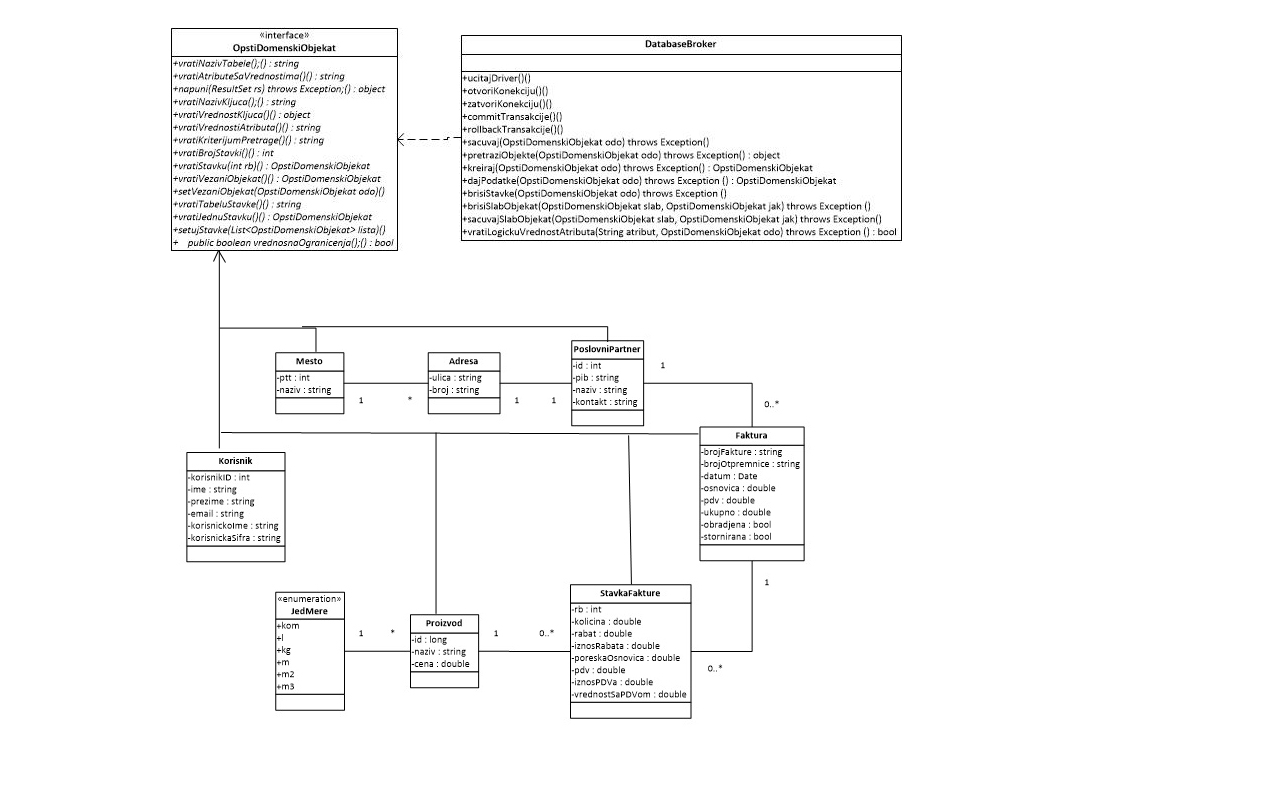 «interface»
OpstiDomenskiObjekat
+vratiNazivTabele();() : string
+vratiAtributeSaVrednostima()() : string
+napuni(ResultSet rs) throws Exception;() : object
+vratiNazivKljuca();() : string
+vratiVrednostKljuca()() : object
+vratiVrednostiAtributa()() : string
+vratiKriterijumPretrage()() : string
+vratiBrojStavki()() : int
+vratiStavku(int rb)() : OpstiDomenskiObjekat
+vratiVezaniObjekat()() : OpstiDomenskiObjekat
+setVezaniObjekat(OpstiDomenskiObjekat odo)()
+vratiTabeluStavke()() : string
+vratiJednuStavku()() : OpstiDomenskiObjekat
+setujStavke(List<OpstiDomenskiObjekat> lista)()
+ public boolean vrednosnaOgranicenja();() : bool
DatabaseBroker
+ucitajDriver()()
+otvoriKonekciju()()
+zatvoriKonekciju()()
+commitTransakcije()()
+rollbackTransakcije()()
+sacuvaj(OpstiDomenskiObjekat odo) throws Exception()
+pretraziObjekte(OpstiDomenskiObjekat odo) throws Exception() : object
+kreiraj(OpstiDomenskiObjekat odo) throws Exception() : OpstiDomenskiObjekat
+dajPodatke(OpstiDomenskiObjekat odo) throws Exception () : OpstiDomenskiObjekat
+brisiStavke(OpstiDomenskiObjekat odo) throws Exception ()
+brisiSlabObjekat(OpstiDomenskiObjekat slab, OpstiDomenskiObjekat jak) throws Exception ()
+sacuvajSlabObjekat(OpstiDomenskiObjekat slab, OpstiDomenskiObjekat jak) throws Exception()
+vratiLogickuVrednostAtributa(String atribut, OpstiDomenskiObjekat odo) throws Exception () : bool
Mesto
-ptt : int
-naziv : string
1
*
Adresa
-ulica : string
-broj : string
1
1
PoslovniPartner
-id : int
-pib : string
-naziv : string
-kontakt : string
1
0..*
Faktura
-brojFakture : string
-brojOtpremnice : string
-datum : Date
-osnovica : double
-pdv : double
-ukupno : double
-obradjena : bool
-stornirana : bool
1
0..*
Korisnik
-korisnikID : int
-ime : string
-prezime : string
-email : string
-korisnickoIme : string
-korisnickaSifra : string
«enumeration»
JedMere
+kom
+l
+kg
+m
+m2
+m3
1
*
Proizvod
-id : long
-naziv : string
-cena : double
1
0..*
StavkaFakture
-rb : int
-kolicina : double
-rabat : double
-iznosRabata : double
-poreskaOsnovica : double
-pdv : double
-iznosPDVa : double
-vrednostSaPDVom : double